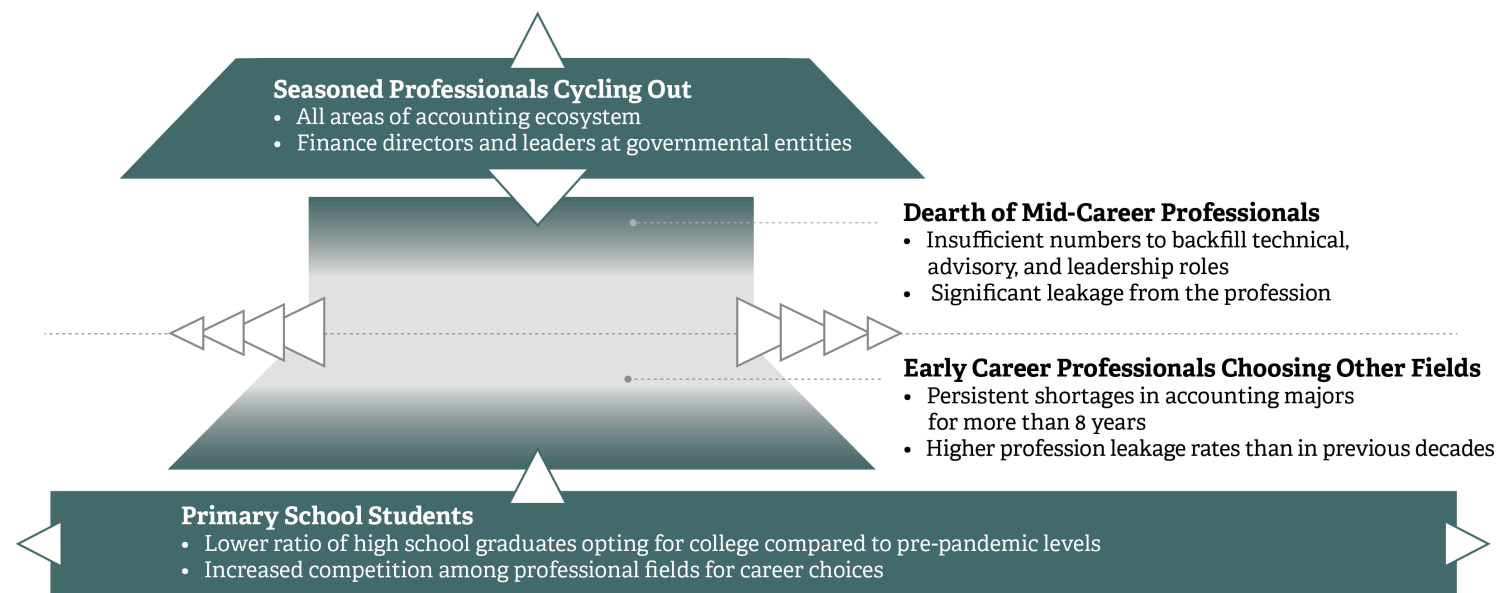 Seasoned Professionals Cycling Out
• All areas of accounting ecosystem
• Finance directors and leaders at governmental entities
Dearth of Mid-Career Professionals
• Insufficient numbers to backfill technical,
advisory, and leadership roles
• Significant leakage from the profession
Early Career Professionals Choosing Other Fields
• Persistent shortages in accounting majors
for more than 8 years
• Higher profession leakage rates than in previous decades
Primary School Students
• Lower ratio of high school graduates opting for college compared to pre-pandemic levels
• Increased competition among professional fields for career choices